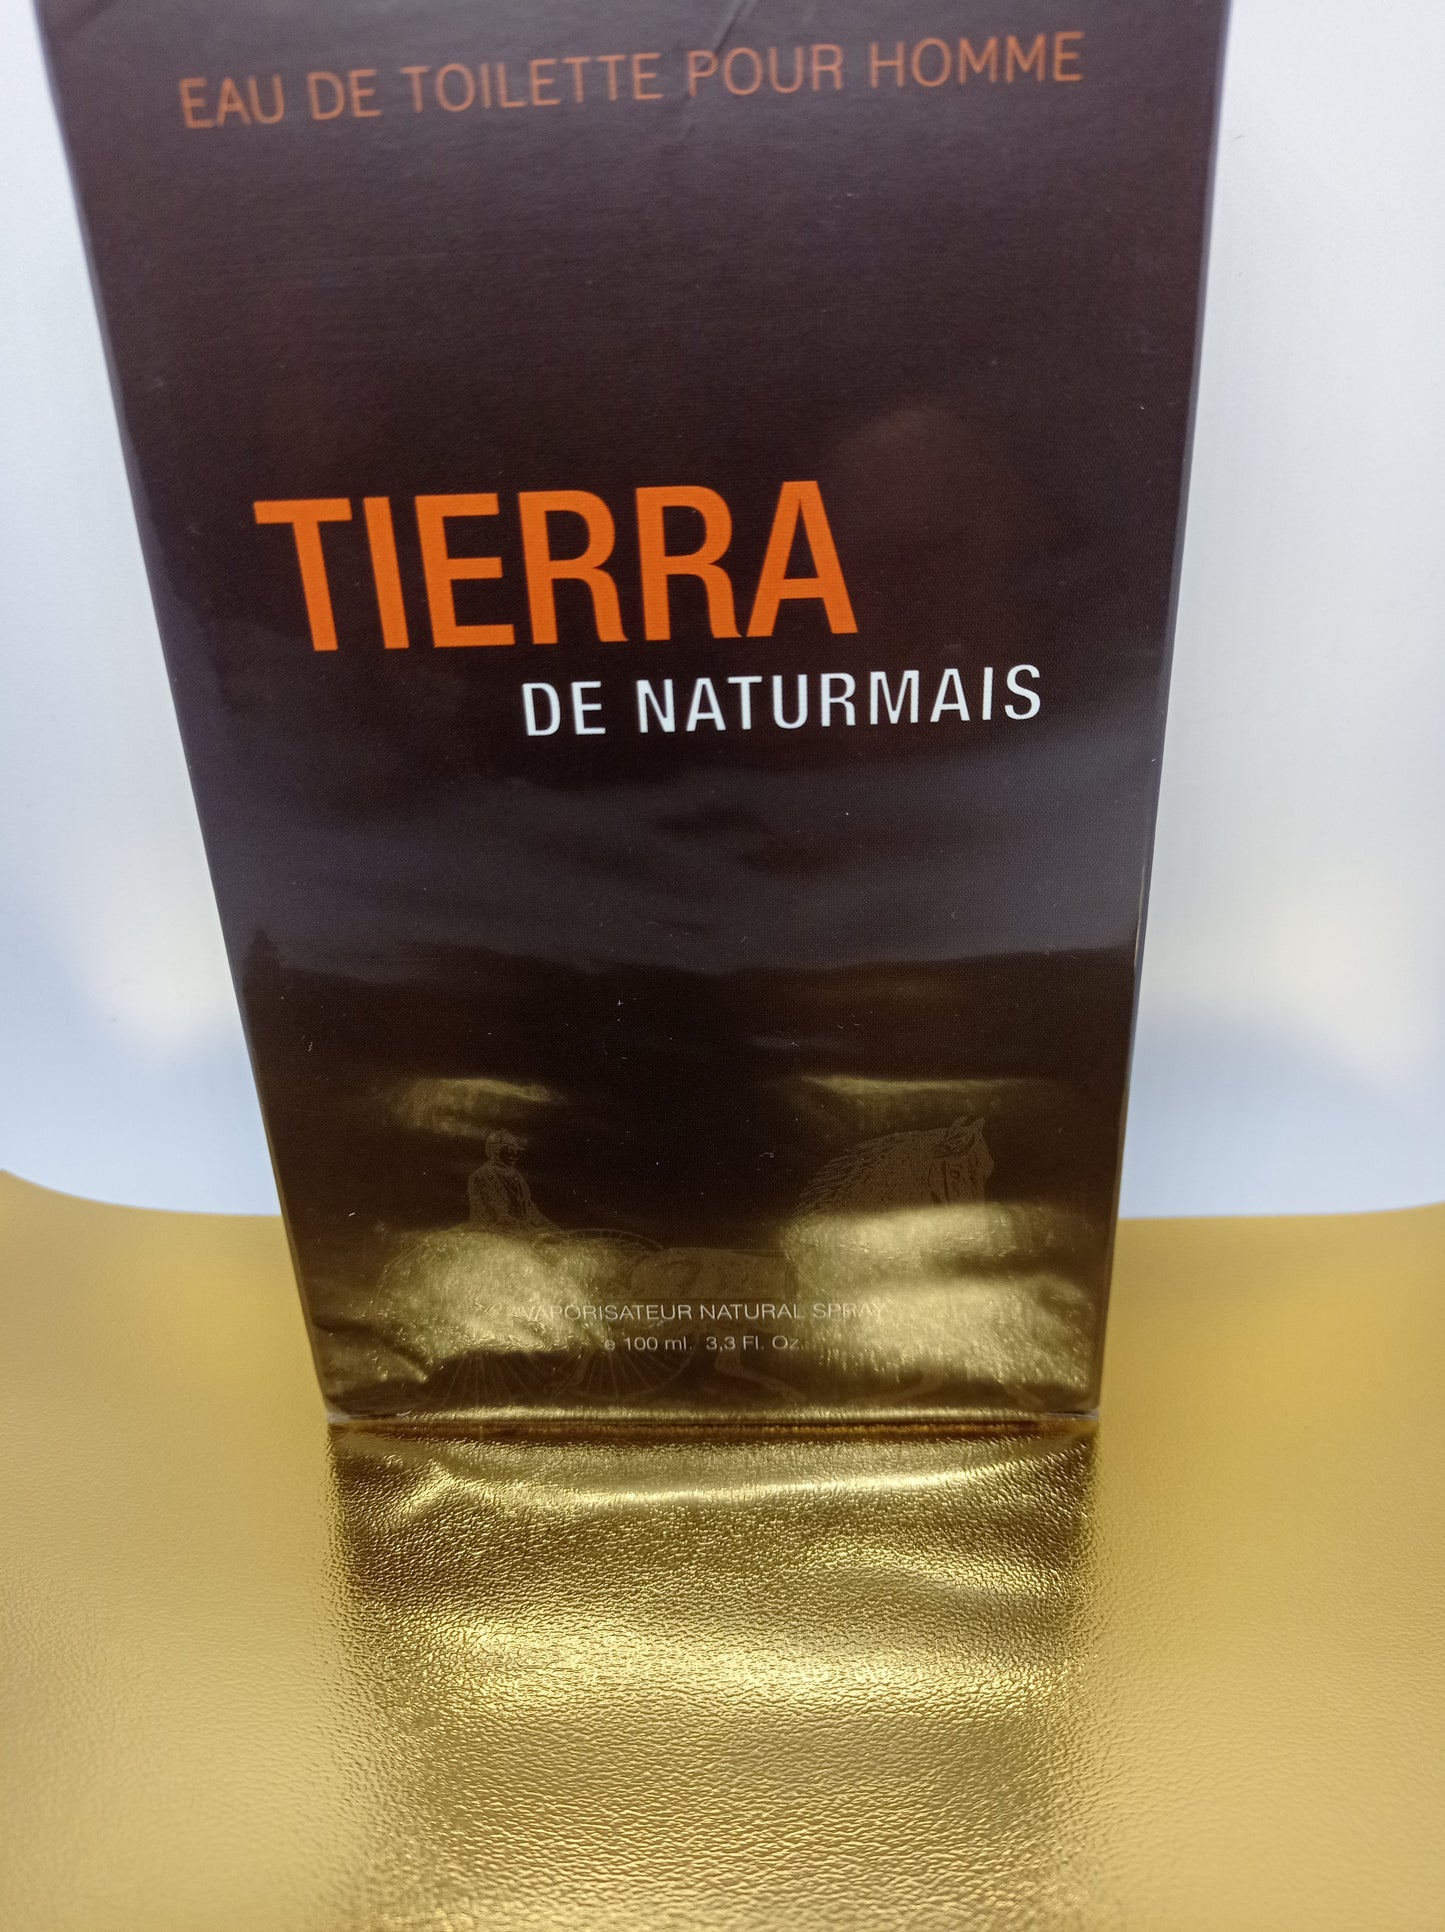 EAU DE TOILETTE POUR HOMME
TIERRA
DE NATURMAIS
VAPORISATEUR NATURAL SPRAY
e 100 ml. 3,3 Fl. Oz.